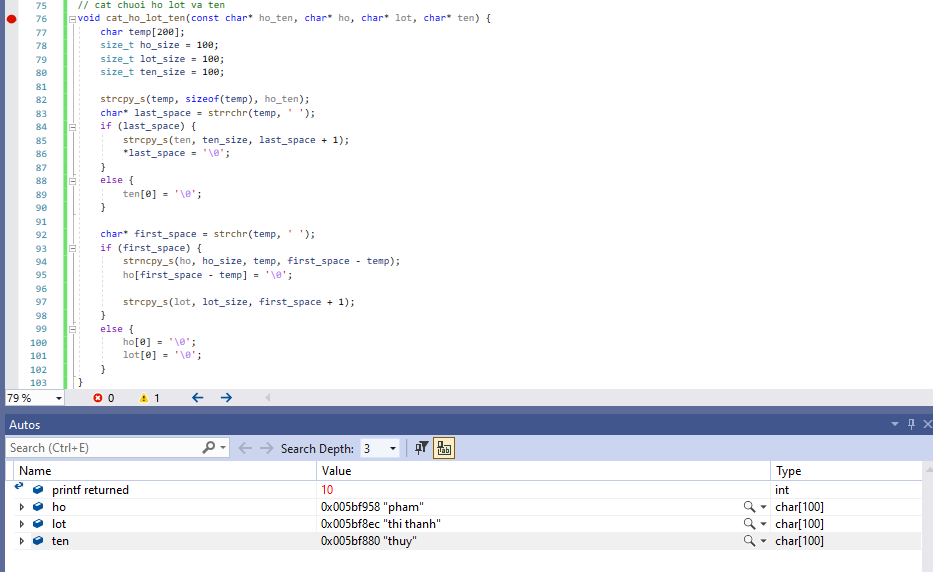 75 // cat chuoi ho lot va ten
76 void cat_ho_lot_ten(const char* ho_ten, char* ho, char* lot, char* ten) {
77 char temp[200];
78 size_t ho_size = 100;
79 size_t lot_size = 100;
80 size_t ten_size = 100;
81
82 strcpy_s(temp, sizeof(temp), ho_ten);
83 char* last_space = strrchr(temp, ' ');
84 if (last_space) {
85 strcpy_s(ten, ten_size, last_space + 1);
86 *last_space = '\0';
87 }
88 else {
89 ten[0] = '\0';
90 }
91
92 char* first_space = strchr(temp, ' ');
93 if (first_space) {
94 strncpy_s(ho, ho_size, temp, first_space - temp);
95 ho[first_space - temp] = '\0';
96
97 strcpy_s(lot, lot_size, first_space + 1);
98 }
99 else {
100 ho[0] = '\0';
101 lot[0] = '\0';
102 }
103 }
79 % 0 1
Autos
Search (Ctrl+E) Search Depth: 3
Name Value Type
printf returned 10 int
ho 0x005bf958 "pham" char[100]
lot 0x005bf8ec "thi thanh" char[100]
ten 0x005bf880 "thuy" char[100]